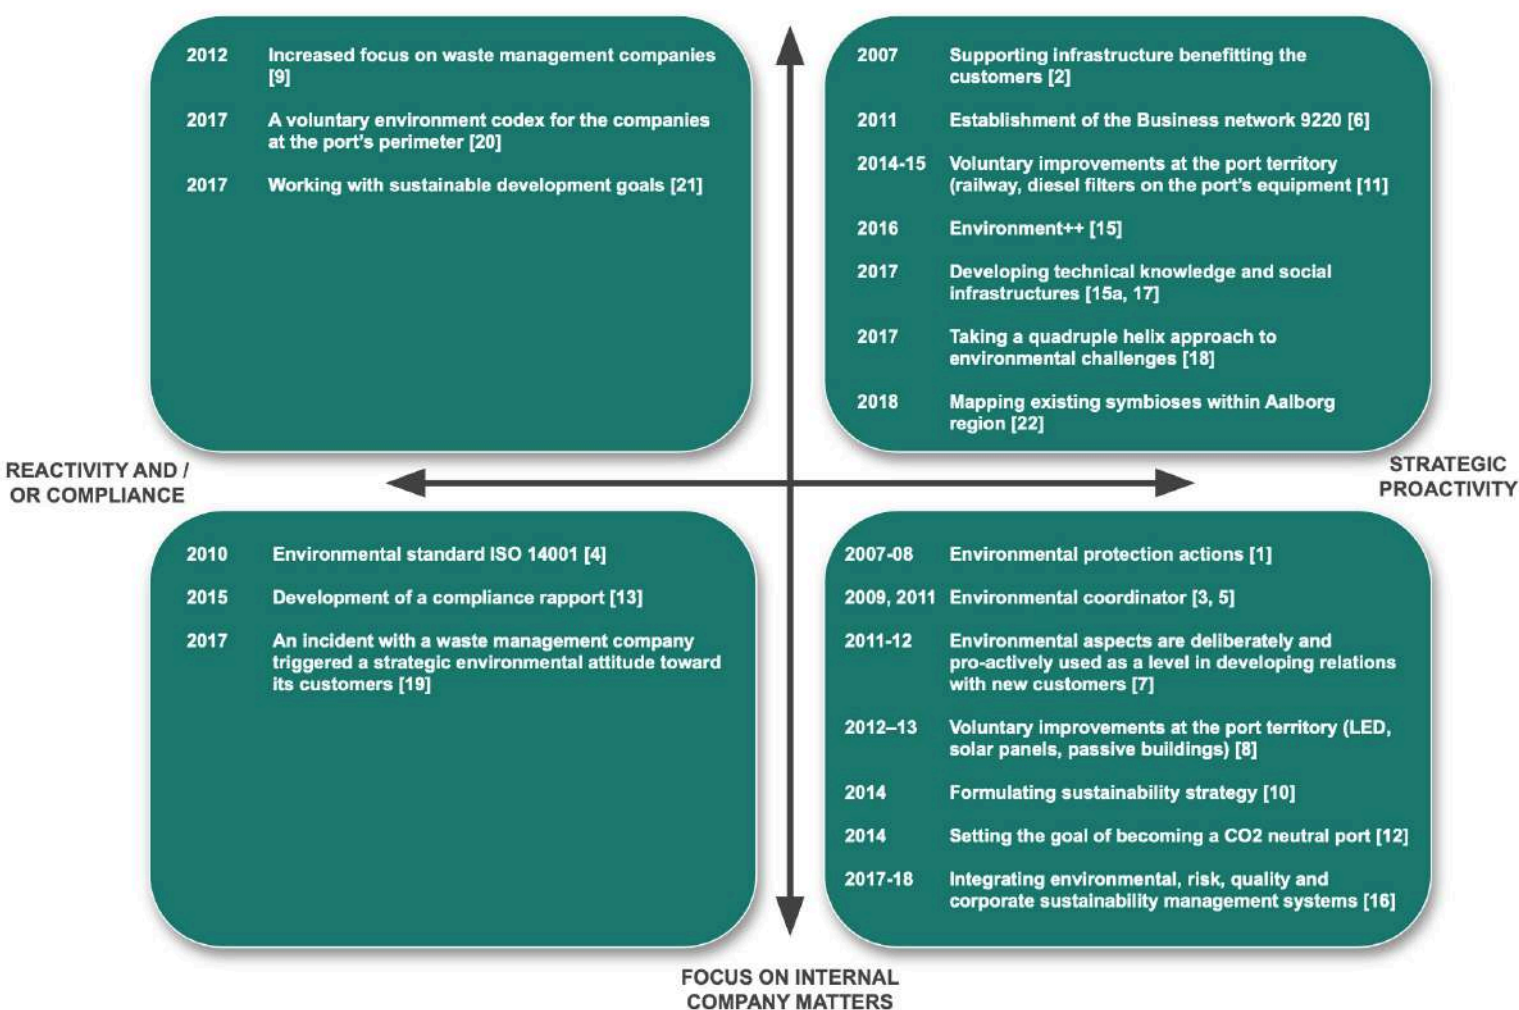 2012 Increased focus on waste management companies
[9]
2017 A voluntary environment codex for the companies
at the port's perimeter [20]
2017 Working with sustainable development goals [21]
2007 Supporting infrastructure benefitting the
customers [2]
2011 Establishment of the Business network 9220 [6]
2014-15 Voluntary improvements at the port territory
(railway, diesel filters on the port's equipment [11]
2016 Environment++ [15]
2017 Developing technical knowledge and social
infrastructures [15a, 17]
2017 Taking a quadruple helix approach to
environmental challenges [18]
2018 Mapping existing symbioses within Aalborg
region [22]
REACTIVITY AND /
OR COMPLIANCE
STRATEGIC
PROACTIVITY
2010 Environmental standard ISO 14001 [4]
2015 Development of a compliance rapport [13]
2017 An incident with a waste management company
triggered a strategic environmental attitude toward
its customers [19]
2007-08 Environmental protection actions [1]
2009, 2011 Environmental coordinator [3, 5]
2011-12 Environmental aspects are deliberately and
pro-actively used as a level in developing relations
with new customers [7]
2012–13 Voluntary improvements at the port territory (LED,
solar panels, passive buildings) [8]
2014 Formulating sustainability strategy [10]
2014 Setting the goal of becoming a CO2 neutral port [12]
2017-18 Integrating environmental, risk, quality and
corporate sustainability management systems [16]
FOCUS ON INTERNAL
COMPANY MATTERS